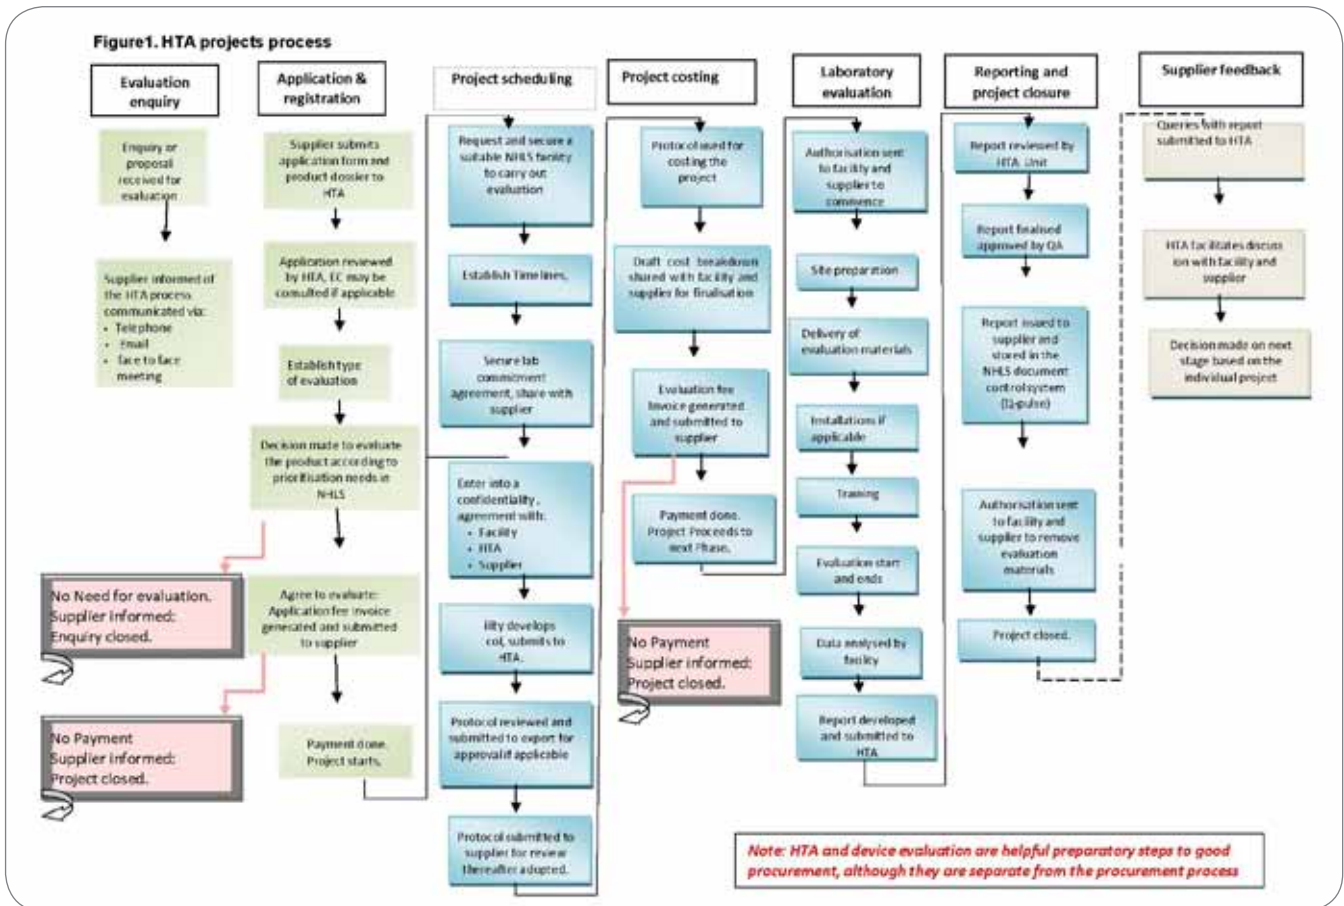 Figure1. HTA projects process
Evaluation
enquiry
Enquiry or
proposal
received for
evaluation
Supplier informed
of the HTA process
communicated via:
• Telephone
• Email
• face to face
meeting
Application &
registration
Supplier submits
application form and
product dossier to
HTA
Application reviewed
by HTA, EC may be
consulted if applicable
Establish type
of evaluation
Decision made to evaluate
the product according to
prioritisation needs in
NHLS
No Need for evaluation.
Supplier informed:
Enquiry closed.
Agree to evaluate:
Application fee invoice
generated and submitted
to supplier
No Payment
Supplier informed:
Project closed.
Payment done.
Project starts.
Project scheduling
Request and secure a
suitable NHLS facility
to carry out
evaluation
Establish Timelines,
Secure lab
commitment
agreement, share with
supplier
Enter into a
confidentiality,
agreement with:
• Facility
• HTA
• Supplier
ility develops
col, submits to
HTA.
Protocol reviewed and
submitted to expert for
approval if applicable
Protocol submitted to
supplier for review
thereafter adopted.
Project costing
Protocol used for
costing the
project
Draft cost breakdown
shared with facility and
supplier for finalisation
Evaluation fee
Invoice generated
and submitted to
supplier
Payment done.
Project Proceeds to
next Phase.
No Payment
Supplier informed:
Project closed.
Laboratory
evaluation
Authorisation sent
to facility and
supplier to
commence
Site preparation
Delivery of
evaluation materials
Installations if
applicable
Training
Evaluation start
and ends
Data analysed by
facility
Report developed
and submitted to
HTA
Reporting and
project closure
Report reviewed by
HTA Unit
Report finalised
approved by QA
Report issued to
supplier and
stored in the
NHLS document
control system
(Q-pulse)
Authorisation sent
to facility and
supplier to remove
evaluation
materials
Project closed.
Supplier feedback
Queries with report
submitted to HTA
HTA facilitates discuss
ion with facility and
supplier
Decision made on next
stage based on the
individual project
Note: HTA and device evaluation are helpful preparatory steps to good
procurement, although they are separate from the procurement process